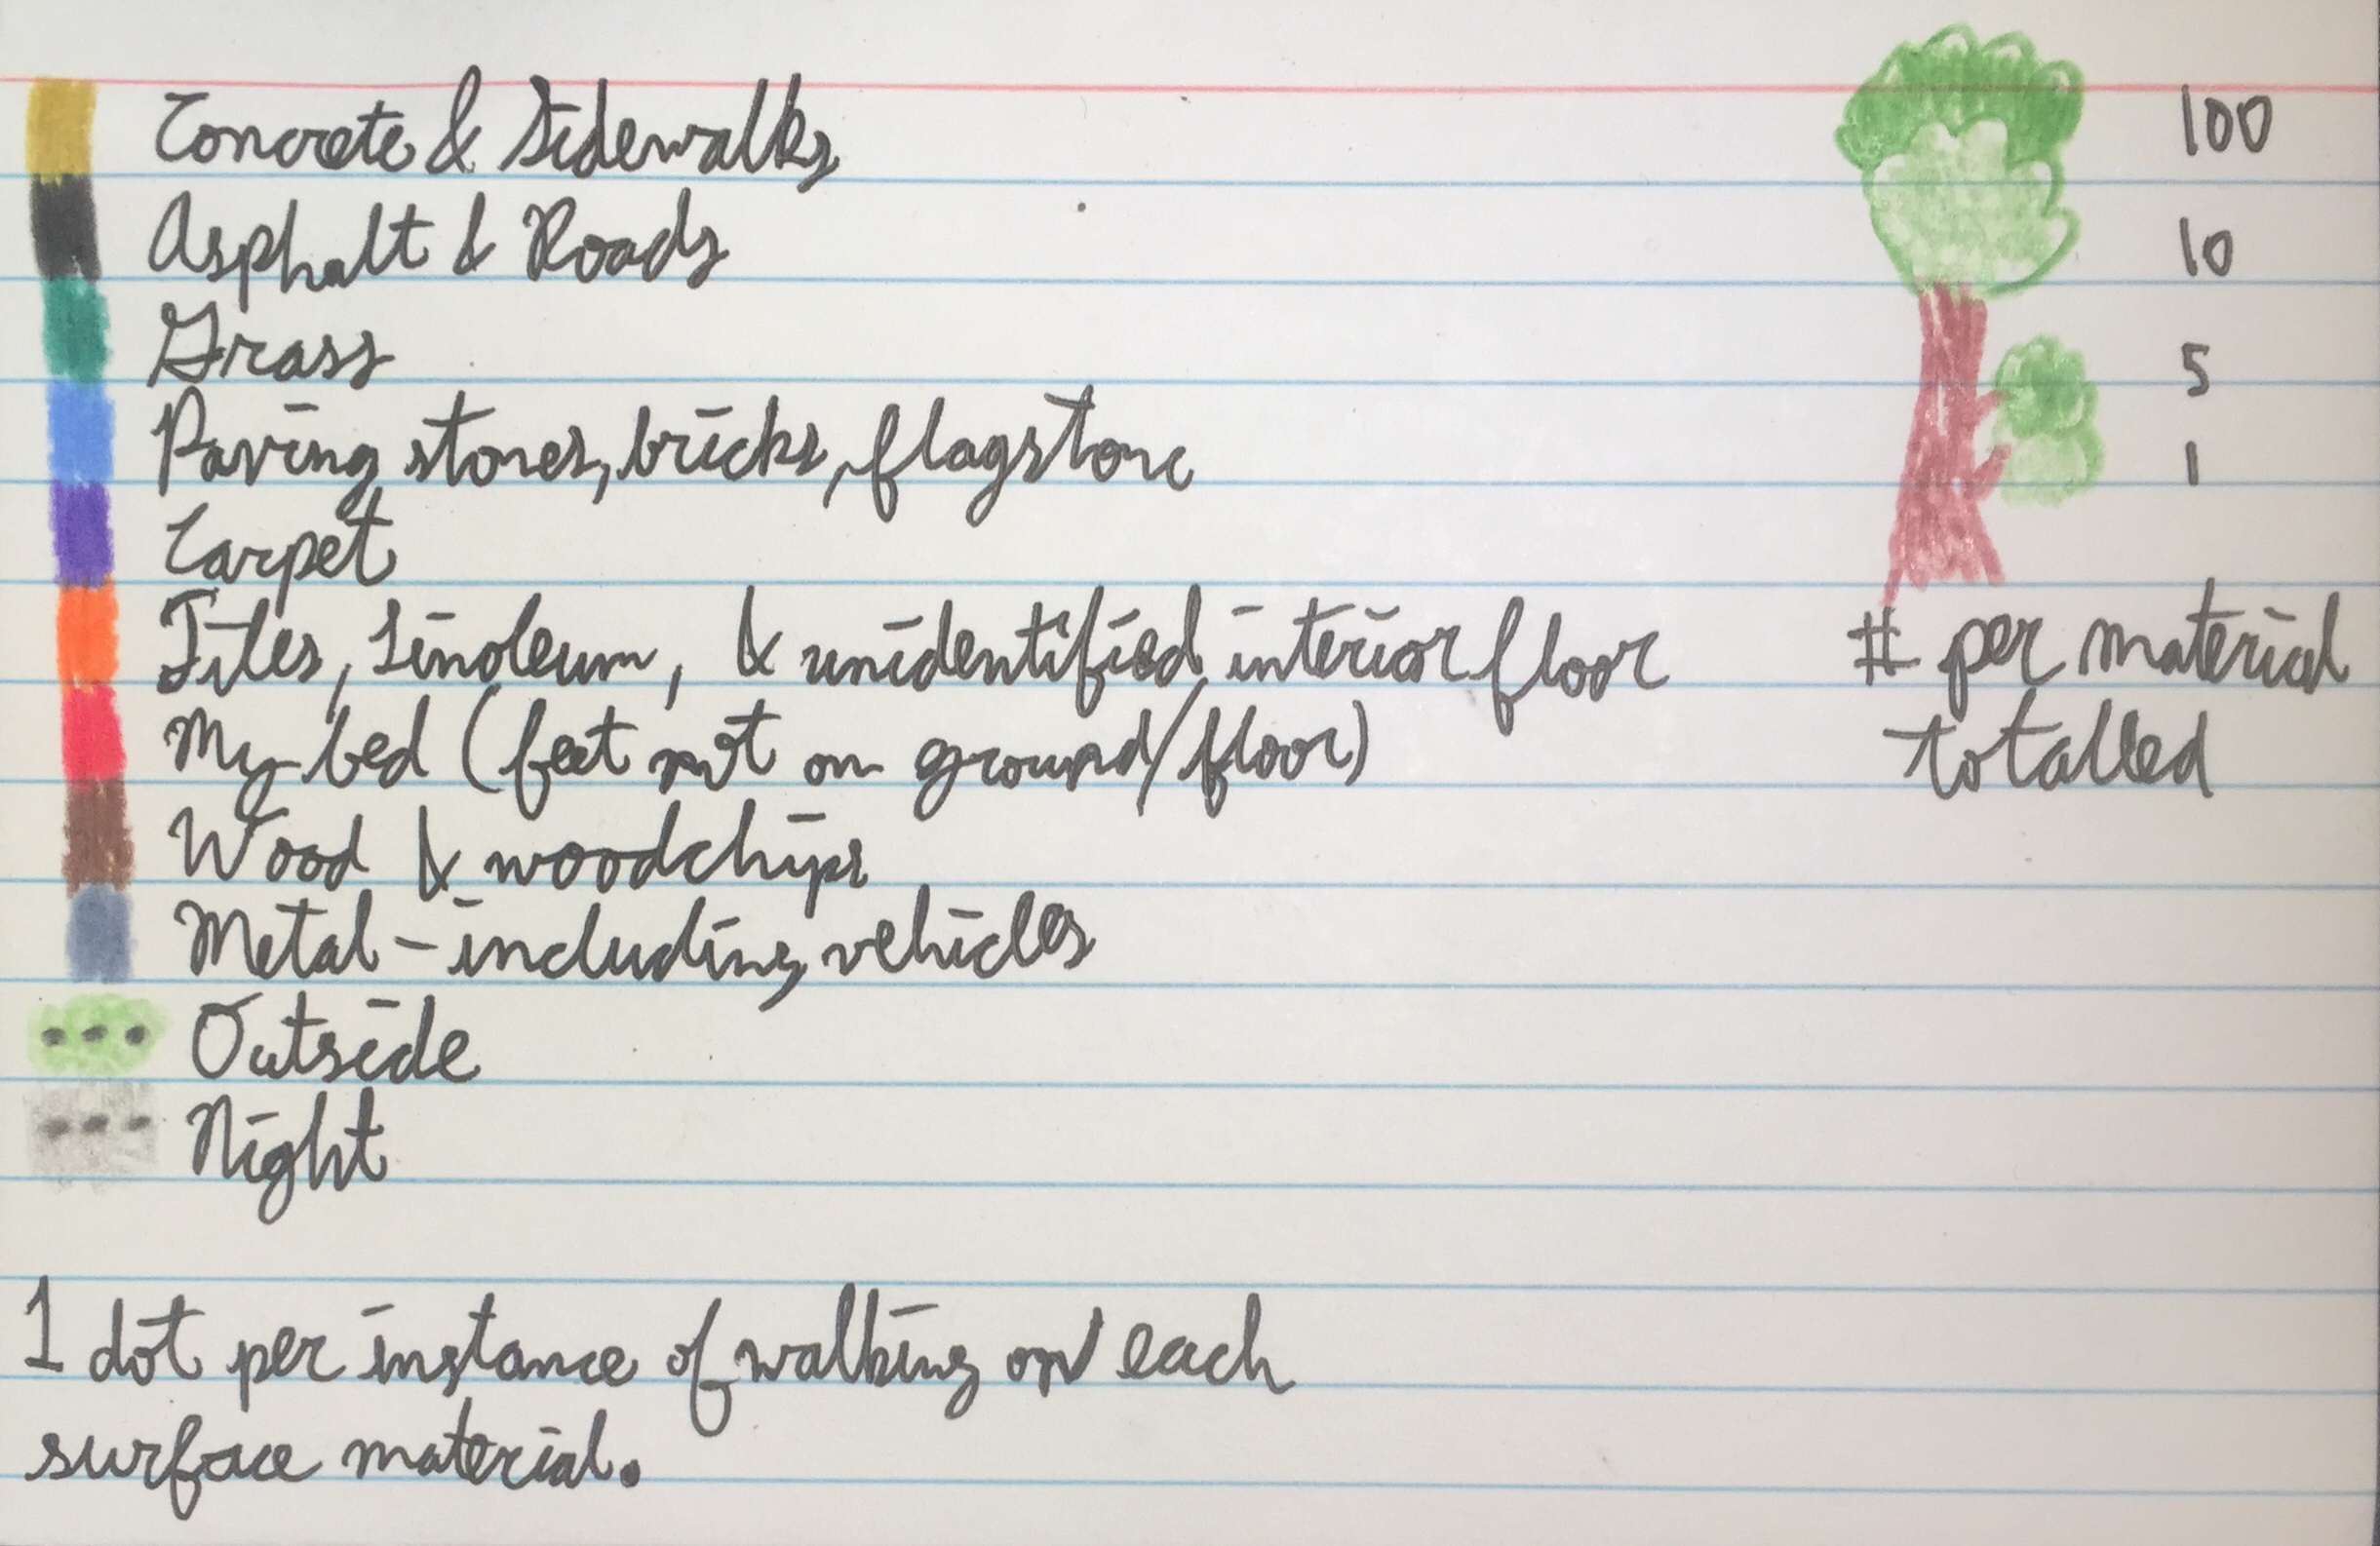 Concrete & Sidewalks
Asphalt & Roads
Grass
Paving stones, bricks, flagstone
Carpet
Tiles, Linoleum, & unidentified interior floor
My bed (feet not on ground/floor)
Wood & woodchips
Metal - including vehicles
Outside
Night
1 dot per instance of walking on each
surface material.
100
10
5
1
# per material
totalled